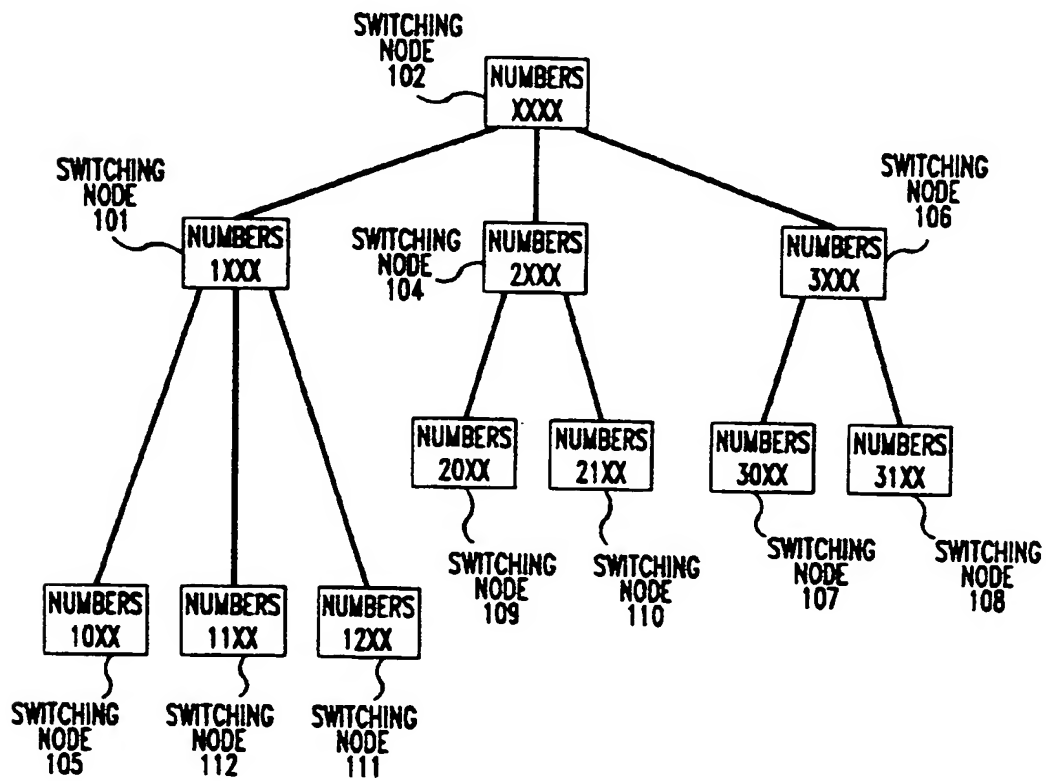 SWITCHING
NODE
102
NUMBERS
XXXX
SWITCHING
NODE
101
NUMBERS
1XXX
SWITCHING
NODE
104
NUMBERS
2XXX
SWITCHING
NODE
106
NUMBERS
3XXX
NUMBERS
20XX
NUMBERS
21XX
NUMBERS
30XX
NUMBERS
31XX
SWITCHING
NODE
109
SWITCHING
NODE
110
SWITCHING
NODE
107
SWITCHING
NODE
108
NUMBERS
10XX
NUMBERS
11XX
NUMBERS
12XX
SWITCHING
NODE
105
SWITCHING
NODE
112
SWITCHING
NODE
111